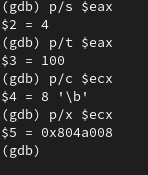 (gdb) p/s $eax
$2 = 4
(gdb) p/t $eax
$3 = 100
(gdb) p/c $ecx
$4 = 8 '\b'
(gdb) p/x $ecx
$5 = 0x804a008
(gdb)